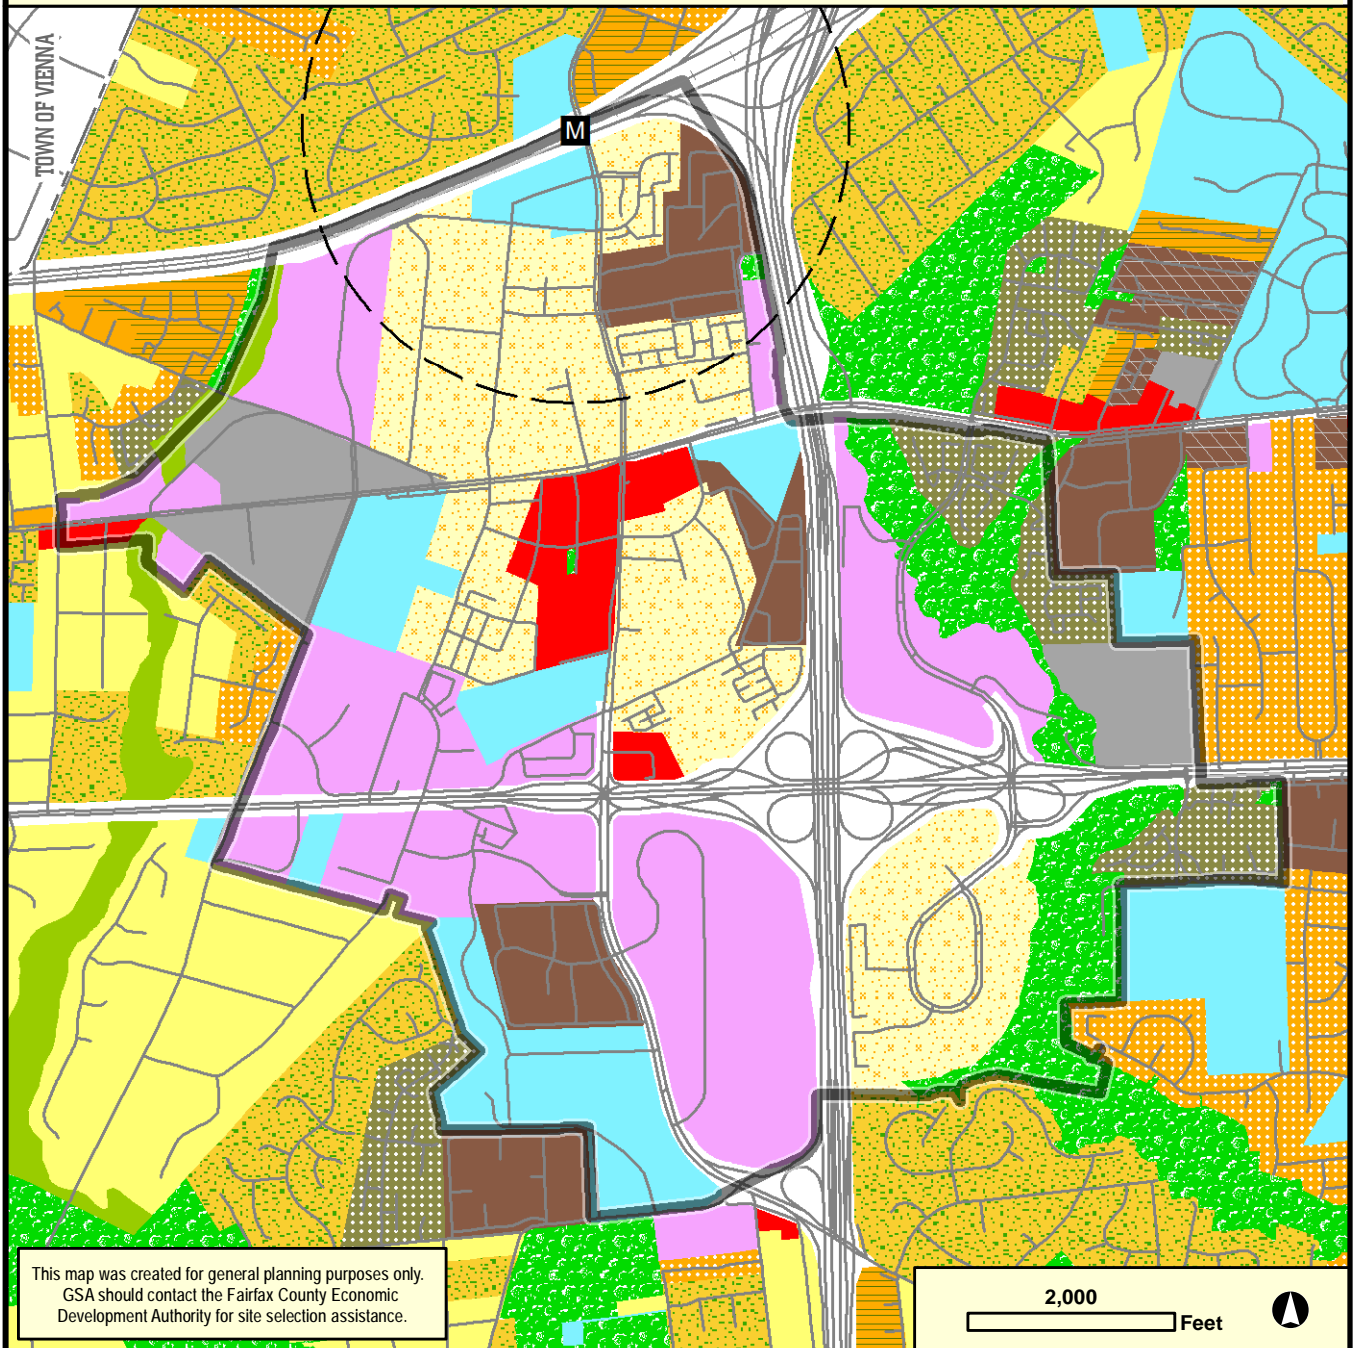 TOWN OF VIENNA
M
This map was created for general planning purposes only.
GSA should contact the Fairfax County Economic
Development Authority for site selection assistance.
2,000
Feet